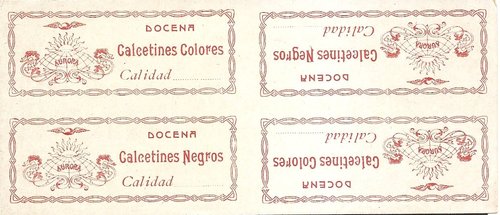 DOCENA
Calcetines Colores
AURORA
Calidad
DOCENA
Calcetines Negros
AURORA
Calidad
DOCENA
Calcetines Negros
AURORA
Calidad
DOCENA
Calcetines Colores
AURORA
Calidad